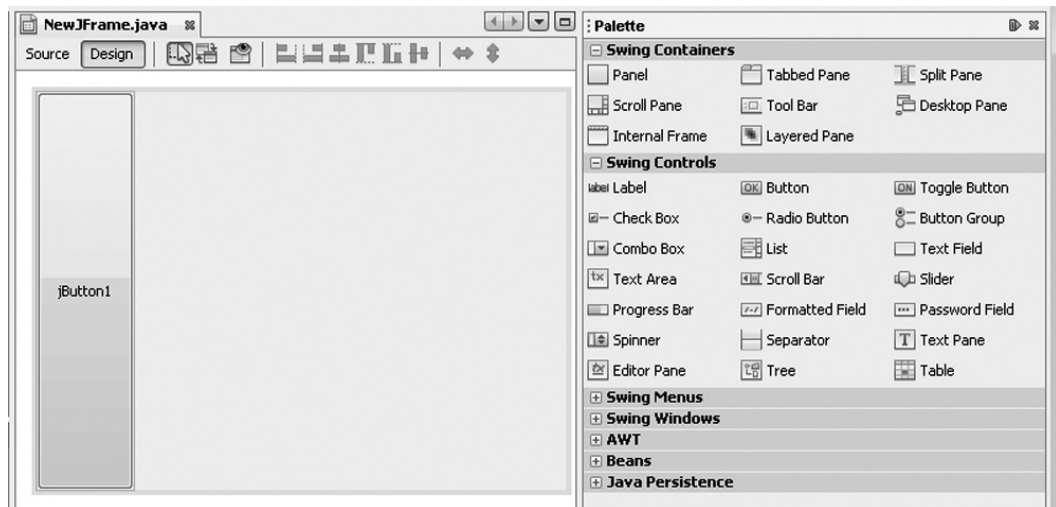 NewJFrame.java
Source Design
jButton1
Palette
Swing Containers
Panel Tabbed Pane Split Pane
Scroll Pane Tool Bar Desktop Pane
Internal Frame Layered Pane
Swing Controls
label Label OK Button ON Toggle Button
Check Box Radio Button Button Group
Combo Box List Text Field
tx Text Area Scroll Bar Slider
Progress Bar Formatted Field Password Field
Spinner Separator T Text Pane
Editor Pane Tree Table
Swing Menus
Swing Windows
AWT
Beans
Java Persistence